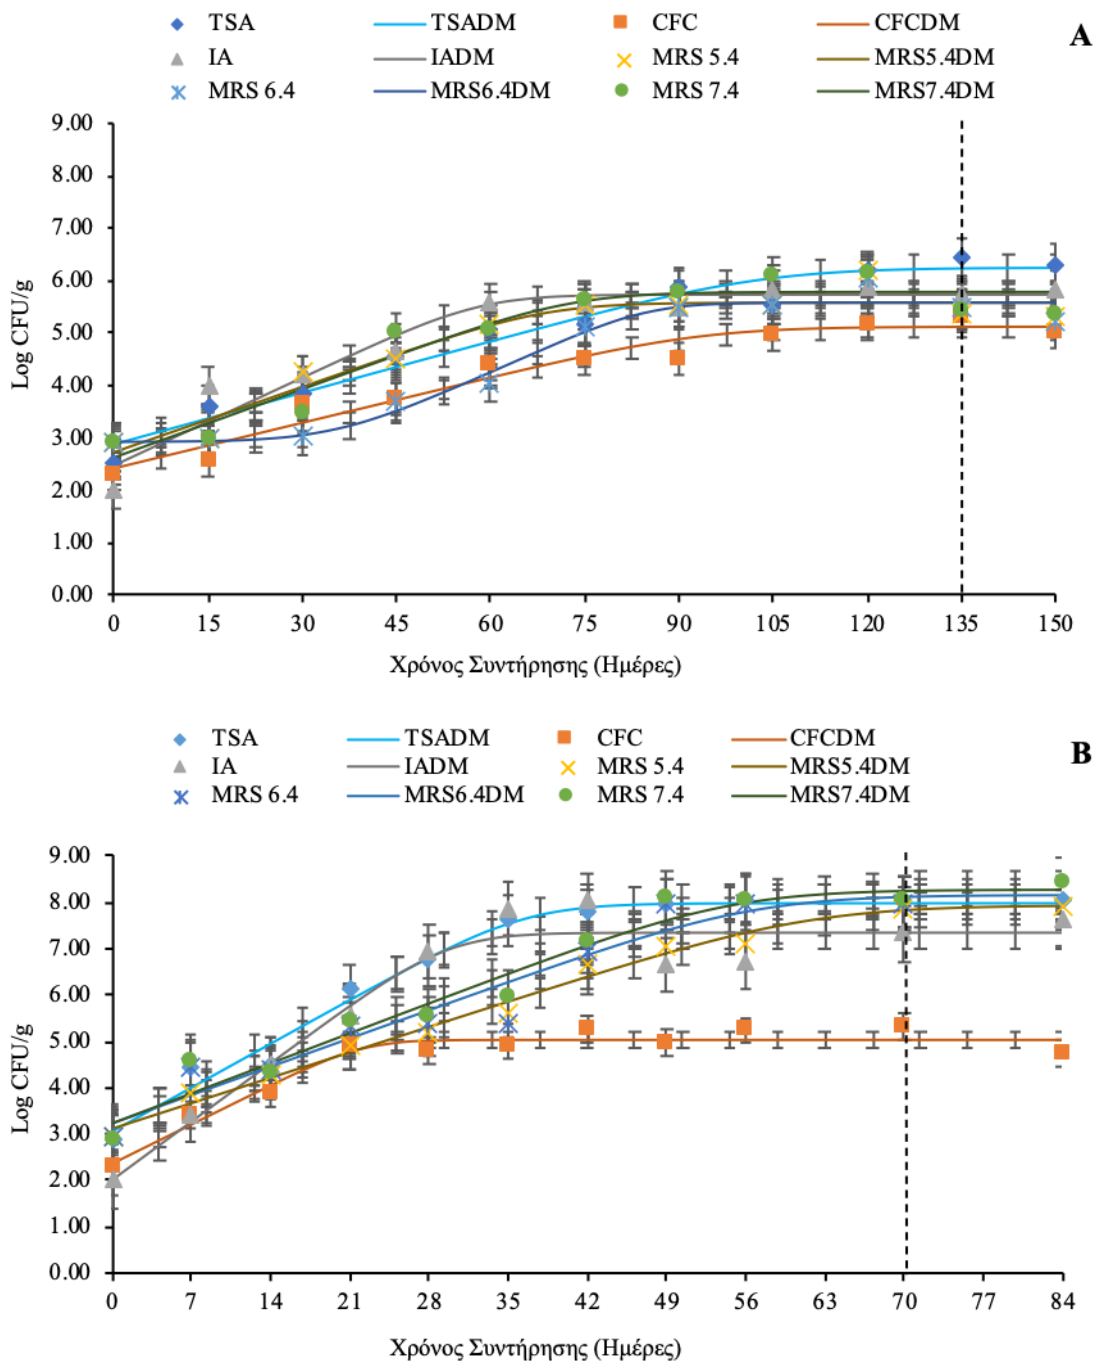 TSA TSADM CFC CFCDM A
IA IADM MRS 5.4 MRS5.4DM
MRS 6.4 MRS6.4DM MRS 7.4 MRS7.4DM
9.00
8.00
7.00
6.00
5.00
4.00
3.00
2.00
1.00
0.00
Log CFU/g
0 15 30 45 60 75 90 105 120 135 150
Χρόνος Συντήρησης (Ημέρες)
TSA TSADM CFC CFCDM B
IA IADM MRS 5.4 MRS5.4DM
MRS 6.4 MRS6.4DM MRS 7.4 MRS7.4DM
9.00
8.00
7.00
6.00
5.00
4.00
3.00
2.00
1.00
0.00
Log CFU/g
0 7 14 21 28 35 42 49 56 63 70 77 84
Χρόνος Συντήρησης (Ημέρες)